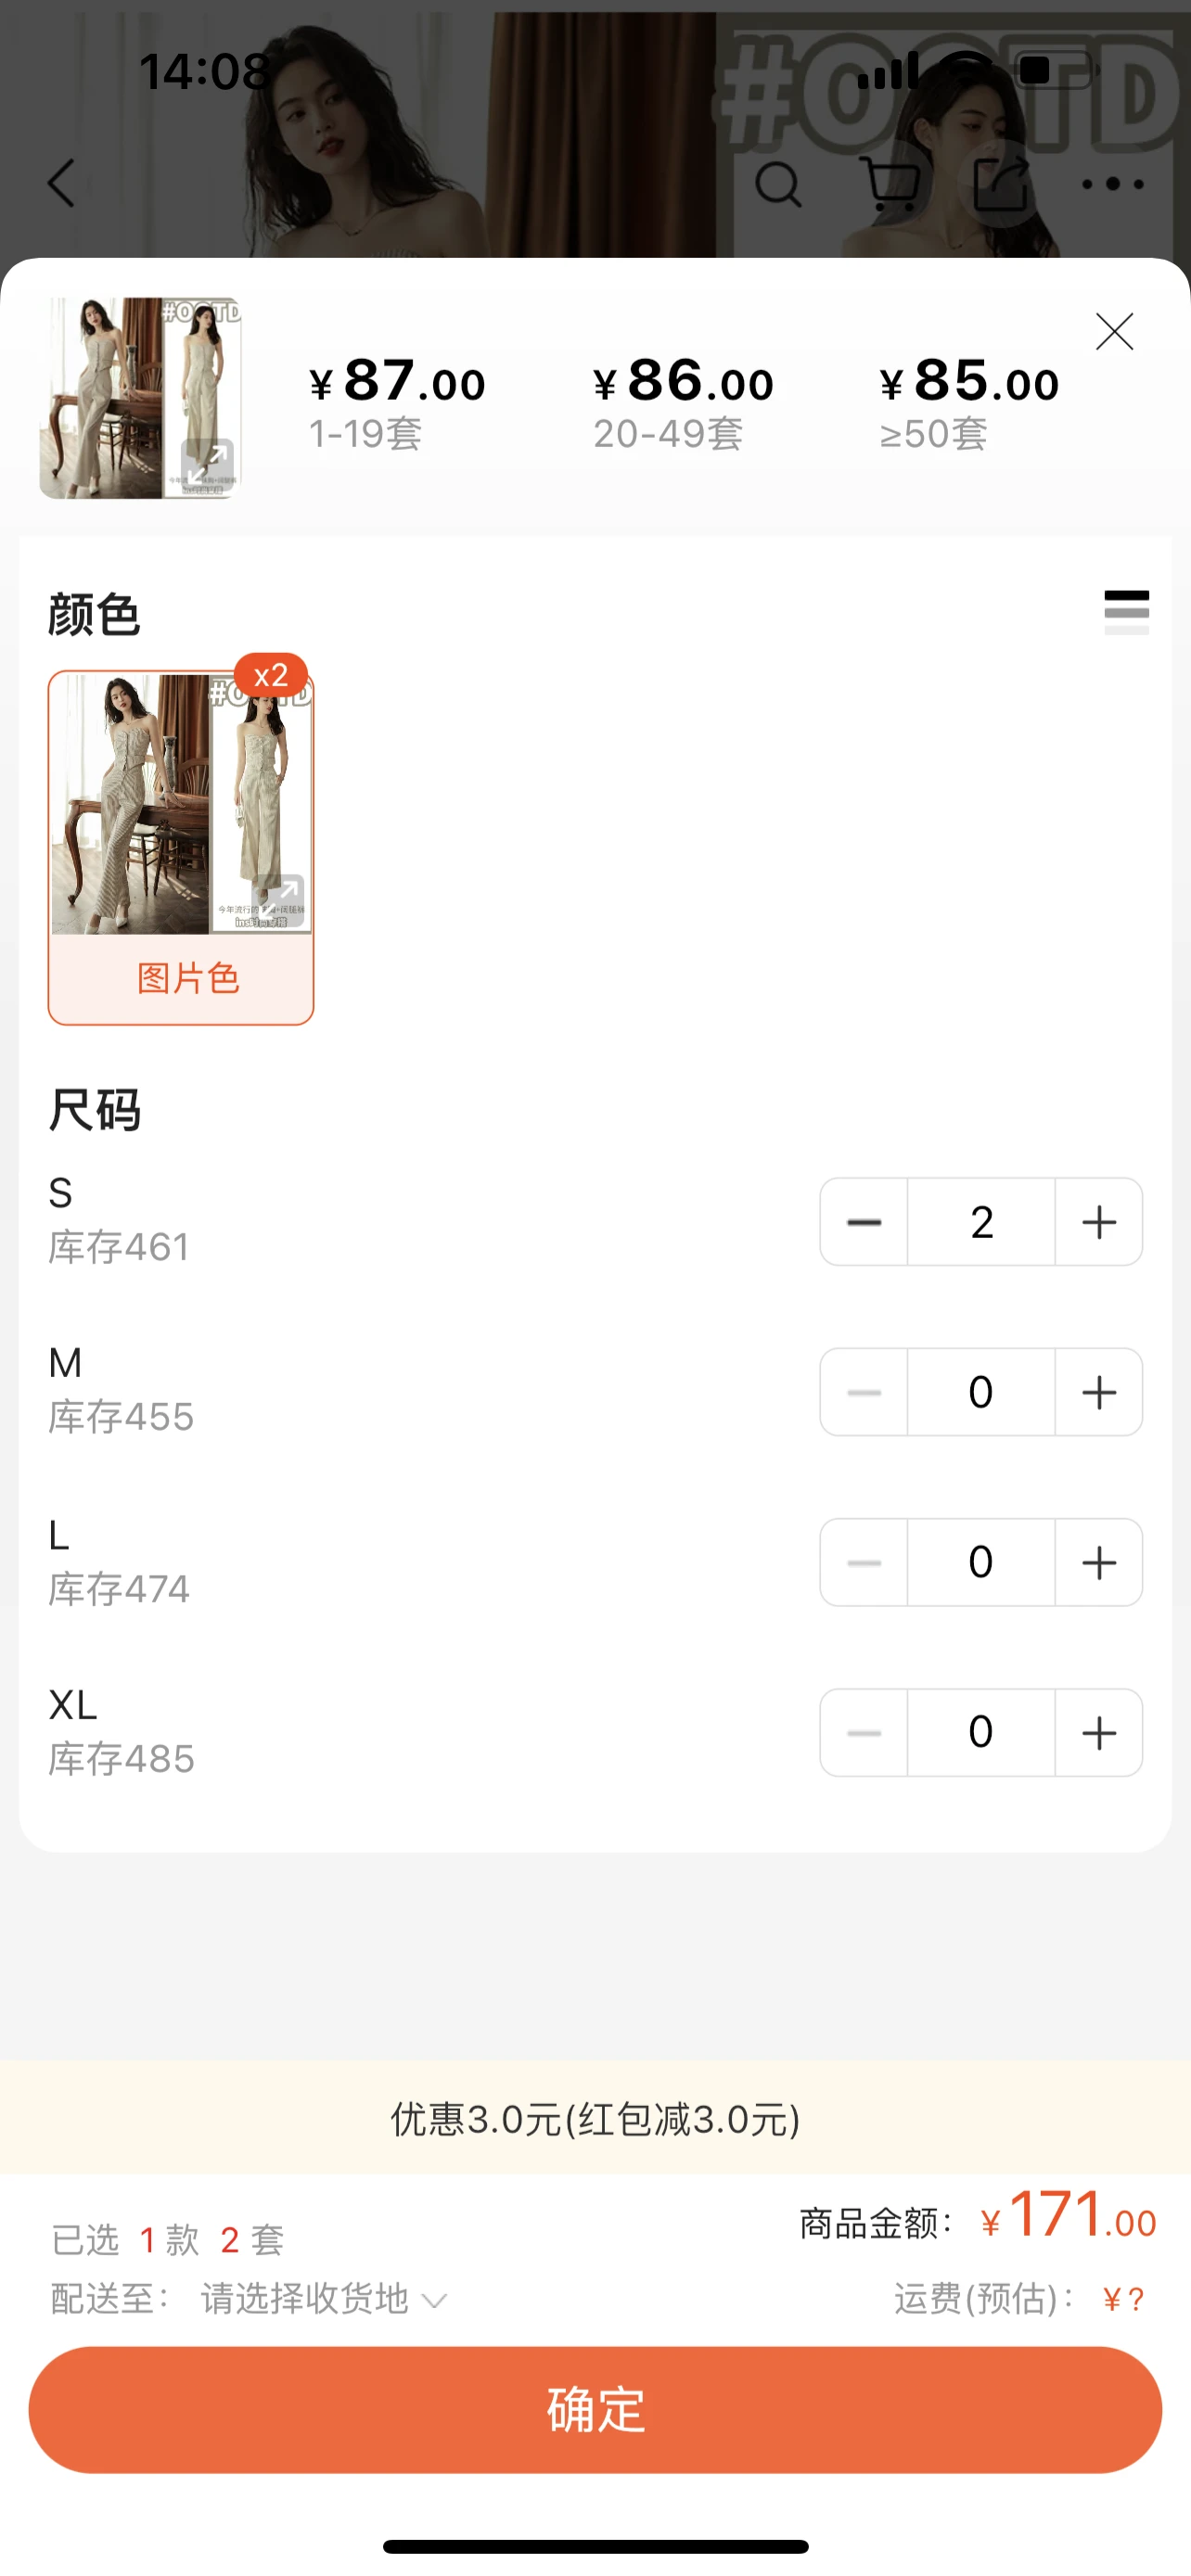 14:08
#OOTD
#OOTD
¥87.00 ¥86.00 ¥85.00
1-19套 20-49套 ≥50套
颜色
x2
#OOTD
图片色
尺码
S
库存461
2
M
库存455
0
L
库存474
0
XL
库存485
0
优惠3.0元(红包减3.0元)
已选 1 款 2 套
商品金额: ¥171.00
配送至: 请选择收货地
运费(预估): ¥?
确定